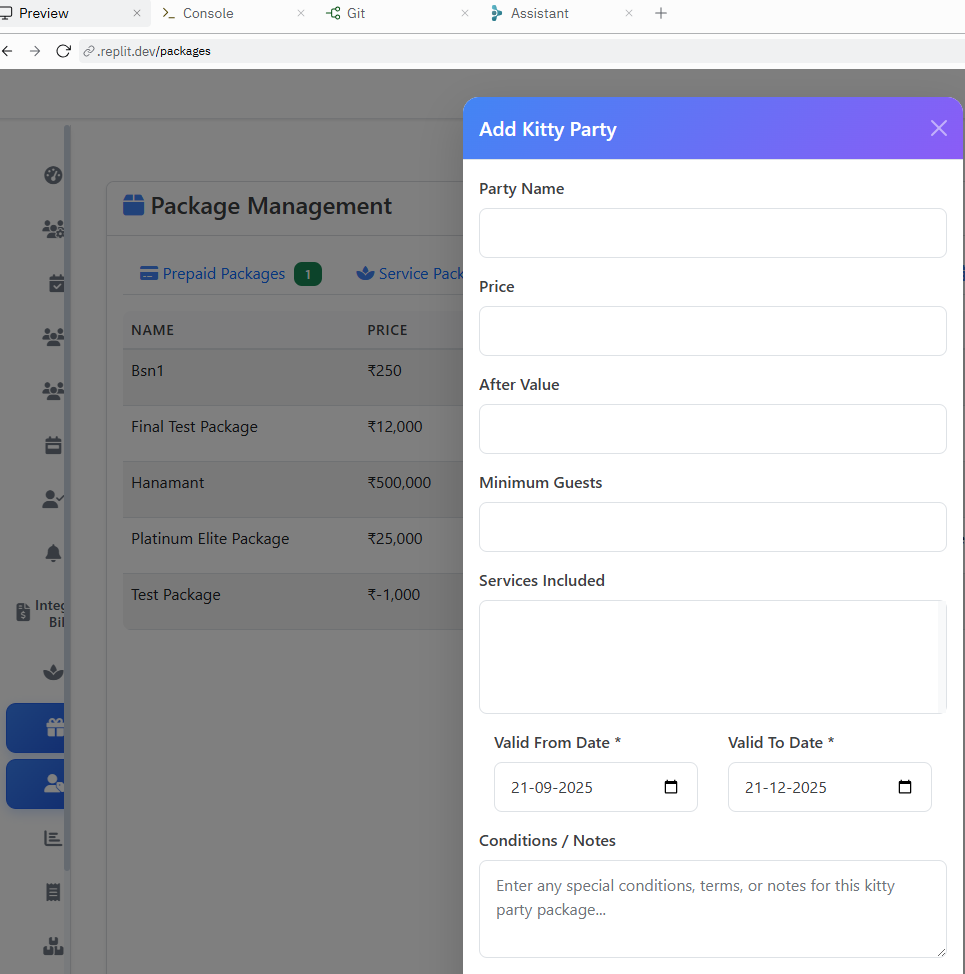 Preview
Console
Git
Assistant
.replit.dev/packages
Add Kitty Party
Package Management
Prepaid Packages 1
Service Pack
NAME PRICE
Bsn1 ₹250
Final Test Package ₹12,000
Hanamant ₹500,000
Platinum Elite Package ₹25,000
Test Package ₹-1,000
Integ
Bil
Party Name
Price
After Value
Minimum Guests
Services Included
Valid From Date * Valid To Date *
21-09-2025 21-12-2025
Conditions / Notes
Enter any special conditions, terms, or notes for this kitty
party package...